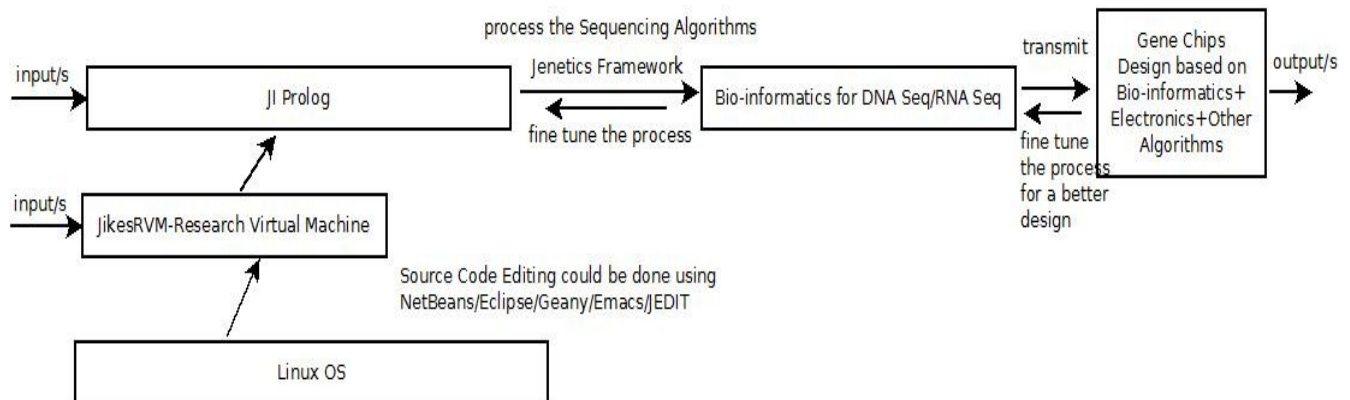 process the Sequencing Algorithms
input/s
JI Prolog
Jenetics Framework
fine tune the process
Bio-informatics for DNA Seq/RNA Seq
transmit
fine tune
the process
for a better
design
Gene Chips
Design based on
Bio-informatics+
Electronics+Other
Algorithms
output/s
input/s
JikesRVM-Research Virtual Machine
Source Code Editing could be done using
NetBeans/Eclipse/Geany/Emacs/JEDIT
Linux OS